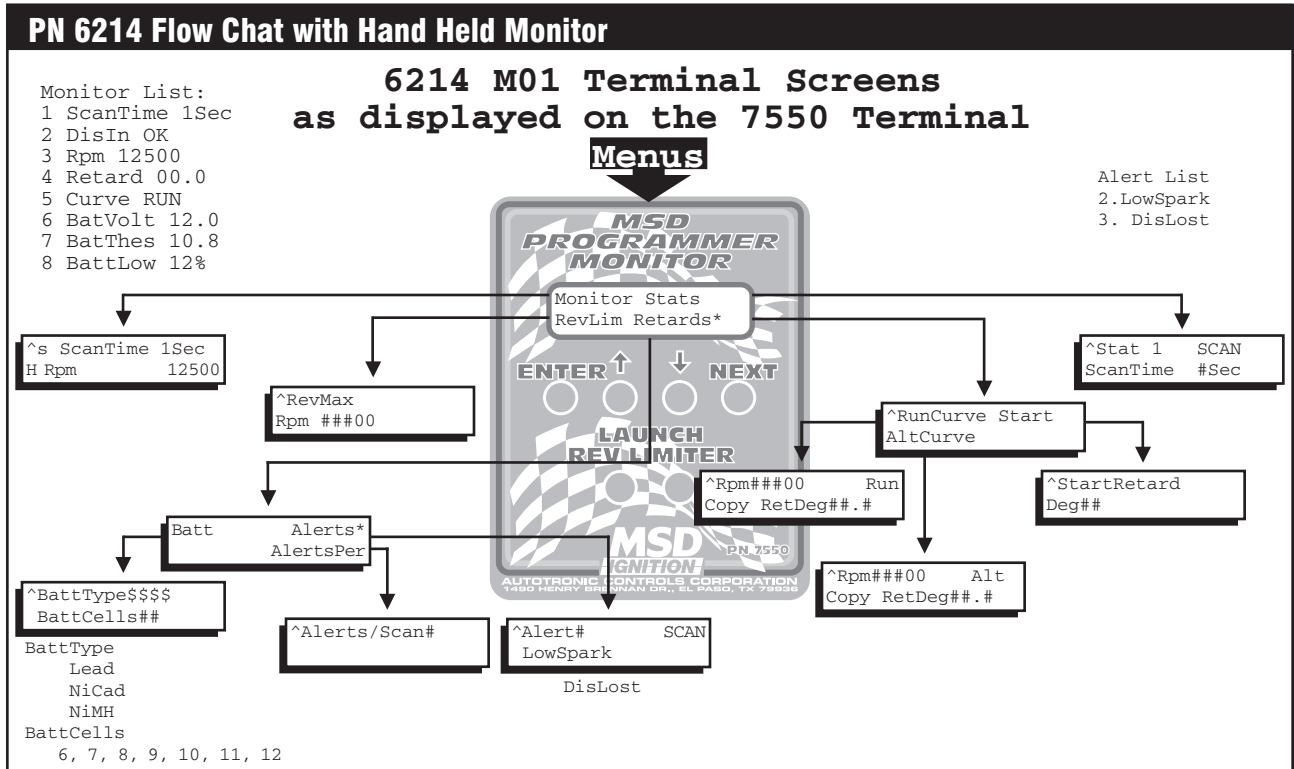 PN 6214 Flow Chat with Hand Held Monitor
6214 M01 Terminal Screens
as displayed on the 7550 Terminal
Menus
Monitor List:
1 ScanTime 1Sec
2 DisIn OK
3 Rpm 12500
4 Retard 00.0
5 Curve RUN
6 BatVolt 12.0
7 BatThes 10.8
8 BattLow 12%
Alert List
2.LowSpark
3. DisLost
MSD
PROGRAMMER
MONITOR
Monitor Stats
RevLim Retards*
^s ScanTime 1Sec
H Rpm 12500
^Stat 1 SCAN
ScanTime #Sec
ENTER ↑ ↓ NEXT
^RevMax
Rpm ###00
^RunCurve Start
AltCurve
LAUNCH
REV LIMITER
^Rpm###00 Run
Copy RetDeg##.#
^StartRetard
Deg##
Batt Alerts*
AlertsPer
MSD
IGNITION
PN 7550
AUTOTRONIC CONTROLS CORPORATION
1490 HENRY BRENNAN DR., EL PASO, TX 79936
^Rpm###00 Alt
Copy RetDeg##.#
^BattType$$$$
BattCells##
^Alerts/Scan#
^Alert# SCAN
LowSpark
DisLost
BattType
Lead
NiCad
NiMH
BattCells
6, 7, 8, 9, 10, 11, 12